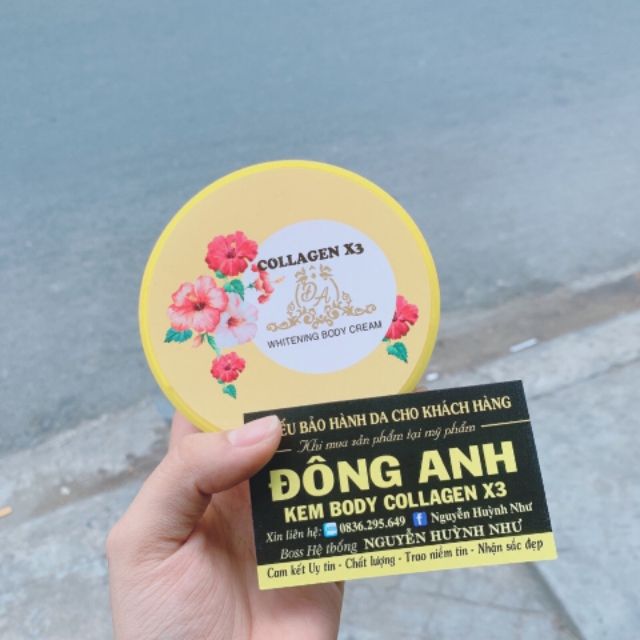 COLLAGEN X3
DA
WHITENING BODY CREAM
BẢO HÀNH DA CHO KHÁCH HÀNG
Khi mua sản phẩm tại mỹ phẩm
ĐÔNG ANH
KEM BODY COLLAGEN X3
Xin liên hệ: 0836.295.649 f Nguyễn Huỳnh Như
Boss Hệ thống NGUYỄN HUỲNH NHƯ
Cam kết Uy tín - Chất lượng - Trao niềm tin - Nhận sắc đẹp